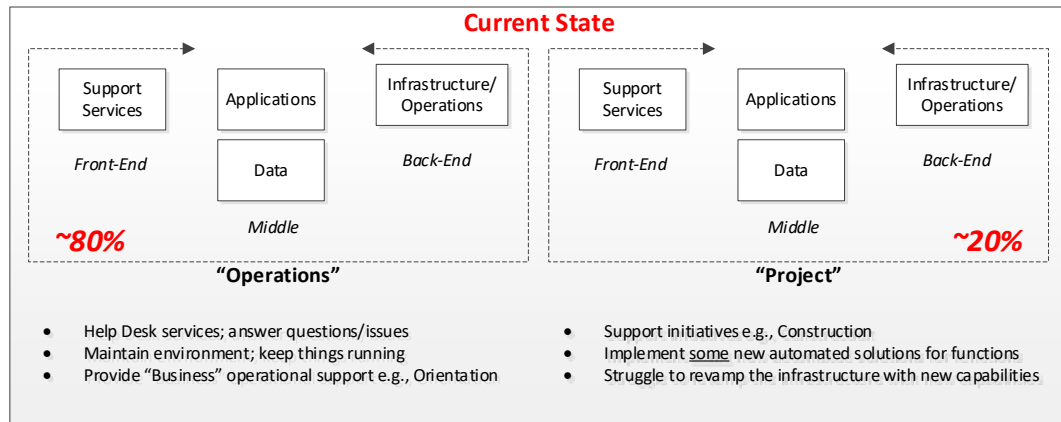 Current State
Support
Services
Applications
Infrastructure/
Operations
Front-End
Data
Back-End
Middle
~80%
“Operations”
Support
Services
Applications
Infrastructure/
Operations
Front-End
Data
Back-End
Middle
~20%
“Project”
• Help Desk services; answer questions/issues
• Maintain environment; keep things running
• Provide “Business” operational support e.g., Orientation
• Support initiatives e.g., Construction
• Implement some new automated solutions for functions
• Struggle to revamp the infrastructure with new capabilities